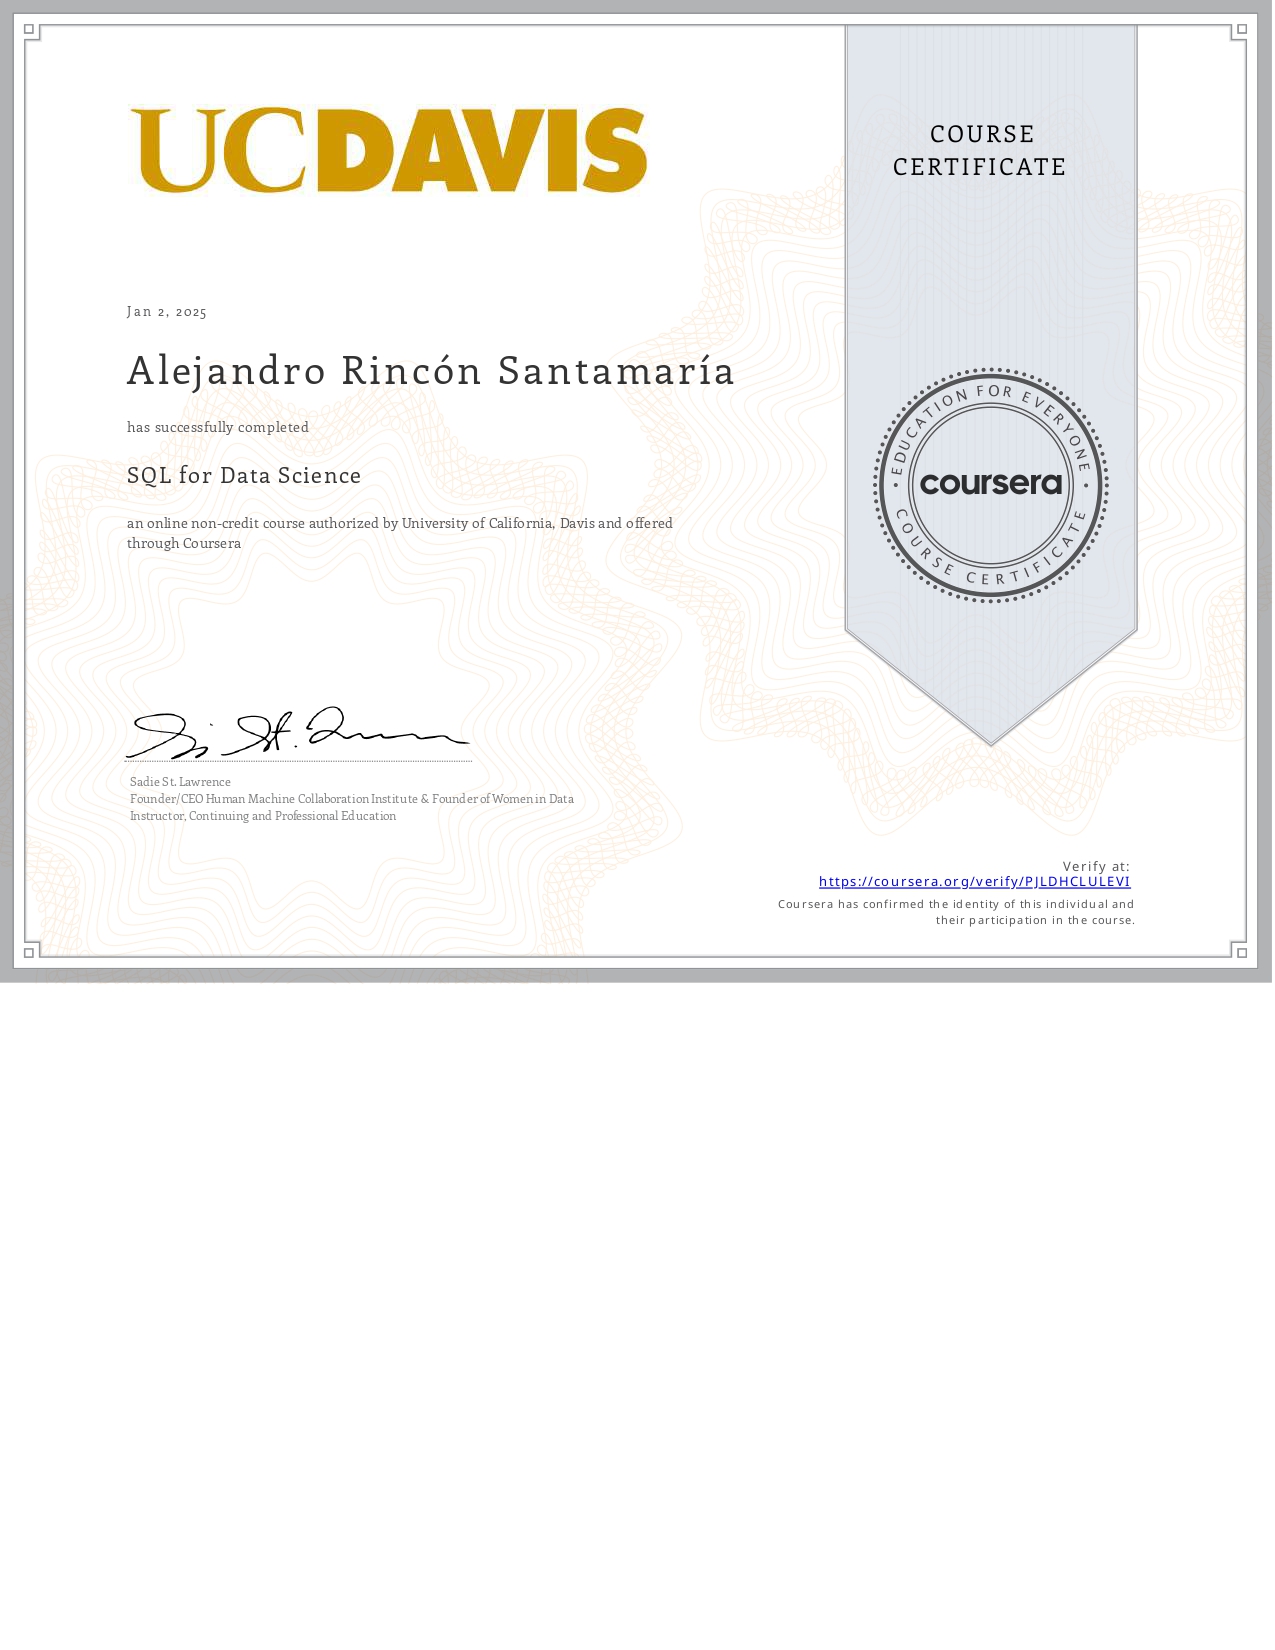 UCDAVIS
COURSE
CERTIFICATE
Jan 2, 2025
Alejandro Rincón Santamaría
has successfully completed
SQL for Data Science
an online non-credit course authorized by University of California, Davis and offered
through Coursera
EDUCATION FOR EVERYONE
coursera
COURSE CERTIFICATE
Sadie St. Lawrence
Founder/CEO Human Machine Collaboration Institute & Founder of Women in Data
Instructor, Continuing and Professional Education
Verify at:
https://coursera.org/verify/PJLDHCLULEVI
Coursera has confirmed the identity of this individual and
their participation in the course.